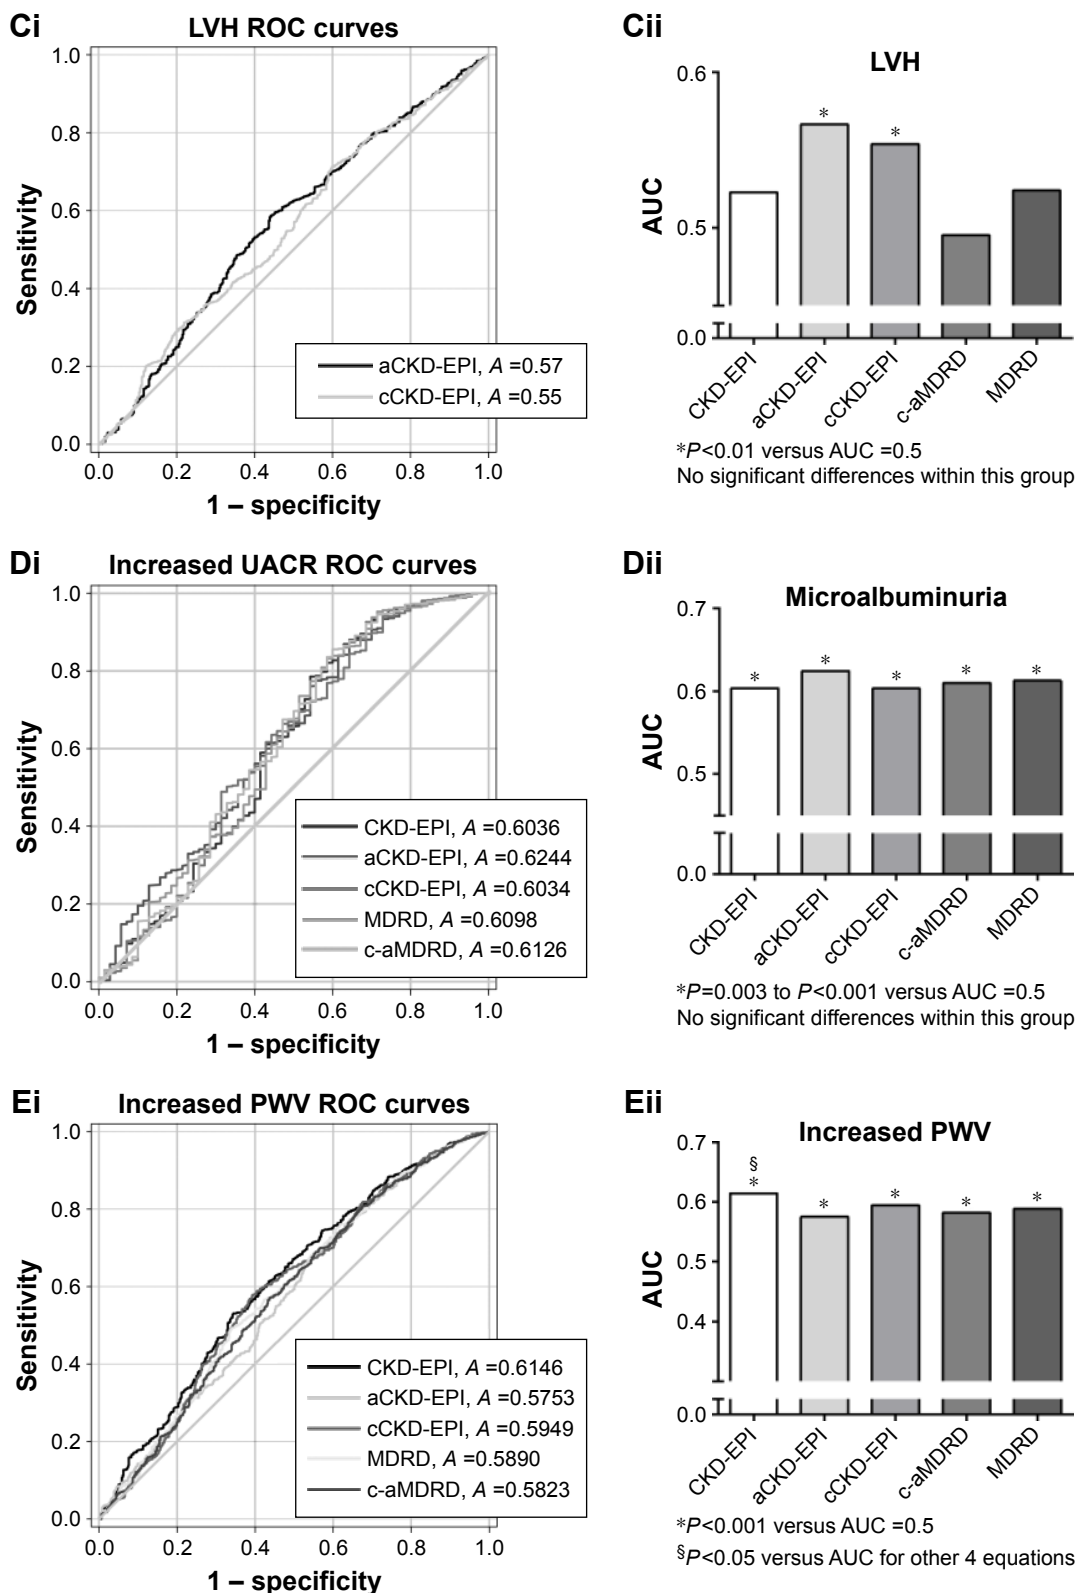 Ci
LVH ROC curves
1.0
0.8
0.6
0.4
0.2
0.0
Sensitivity
aCKD-EPI, A =0.57
cCKD-EPI, A =0.55
0.0 0.2 0.4 0.6 0.8 1.0
1 – specificity
Cii
LVH
0.6
0.5
0.0
AUC
*
*
CKD-EPI
aCKD-EPI
cCKD-EPI
c-aMDRD
MDRD
*P<0.01 versus AUC =0.5
No significant differences within this group
Di
Increased UACR ROC curves
1.0
0.8
0.6
0.4
0.2
0.0
Sensitivity
CKD-EPI, A =0.6036
aCKD-EPI, A =0.6244
cCKD-EPI, A =0.6034
MDRD, A =0.6098
c-aMDRD, A =0.6126
0.0 0.2 0.4 0.6 0.8 1.0
1 – specificity
Dii
Microalbuminuria
0.7
0.6
0.5
0.0
AUC
*
*
*
*
*
CKD-EPI
aCKD-EPI
cCKD-EPI
c-aMDRD
MDRD
*P=0.003 to P<0.001 versus AUC =0.5
No significant differences within this group
Ei
Increased PWV ROC curves
1.0
0.8
0.6
0.4
0.2
0.0
Sensitivity
CKD-EPI, A =0.6146
aCKD-EPI, A =0.5753
cCKD-EPI, A =0.5949
MDRD, A =0.5890
c-aMDRD, A =0.5823
0.0 0.2 0.4 0.6 0.8 1.0
1 – specificity
Eii
Increased PWV
0.7
0.6
0.5
0.4
0.0
AUC
§
*
*
*
*
*
CKD-EPI
aCKD-EPI
cCKD-EPI
c-aMDRD
MDRD
*P<0.001 versus AUC =0.5
§P<0.05 versus AUC for other 4 equations